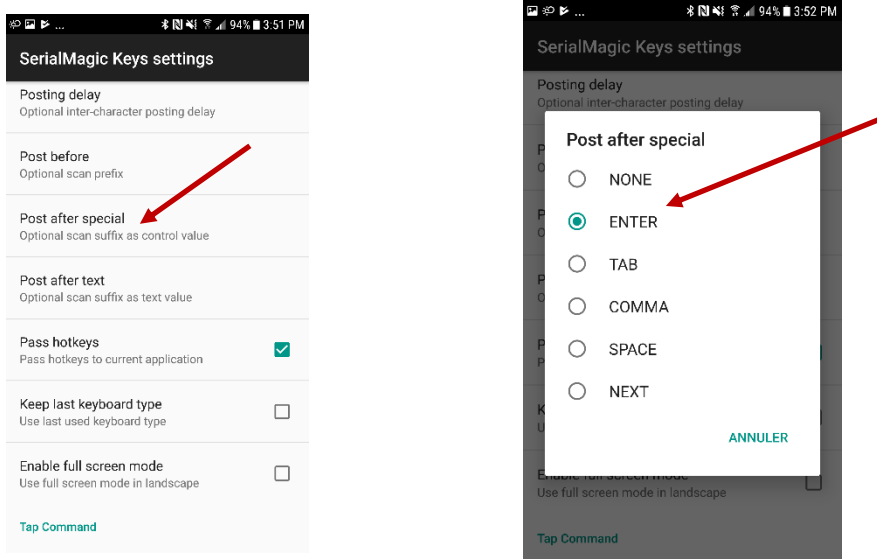 ... 94% 3:51 PM
SerialMagic Keys settings
Posting delay
Optional inter-character posting delay
Post before
Optional scan prefix
Post after special
Optional scan suffix as control value
Post after text
Optional scan suffix as text value
Pass hotkeys
Pass hotkeys to current application
Keep last keyboard type
Use last used keyboard type
Enable full screen mode
Use full screen mode in landscape
Tap Command
... 94% 3:52 PM
SerialMagic Keys settings
Posting delay
Optional inter-character posting delay
Post after special
NONE
ENTER
TAB
COMMA
SPACE
NEXT
ANNULER
Enable full screen mode
Use full screen mode in landscape
Tap Command